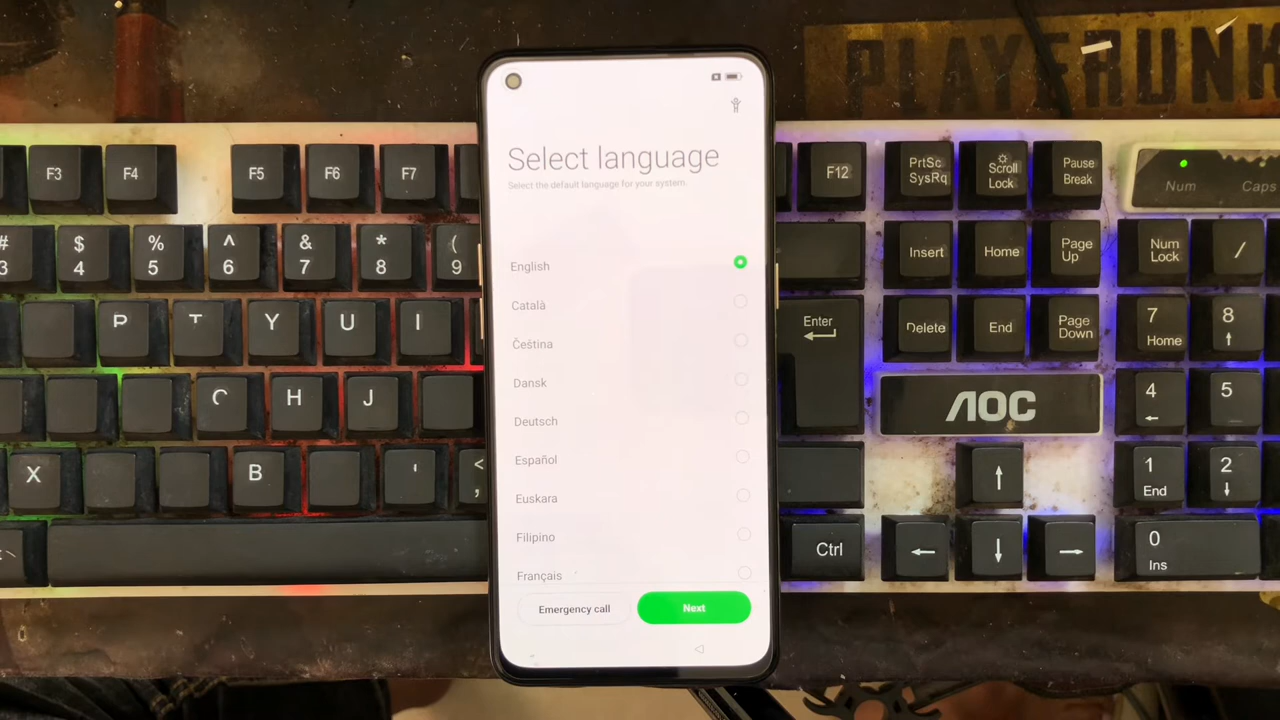 PLAYERUNK
Select language
Select the default language for your system.
English
Català
Čeština
Dansk
Deutsch
Español
Euskara
Filipino
Français
Emergency call
Next
F3
F4
F5
F6
F7
F12
PrtSc
SysRq
Scroll
Lock
Pause
Break
Num
Caps
#
3
$
4
%
5
^
6
&
7
*
8
(
9
Insert
Home
Page
Up
Num
Lock
/
T
Y
U
I
Enter
Delete
End
Page
Down
7
Home
8
H
J
AOC
4
5
X
B
<
,
1
End
2
Ctrl
0
Ins